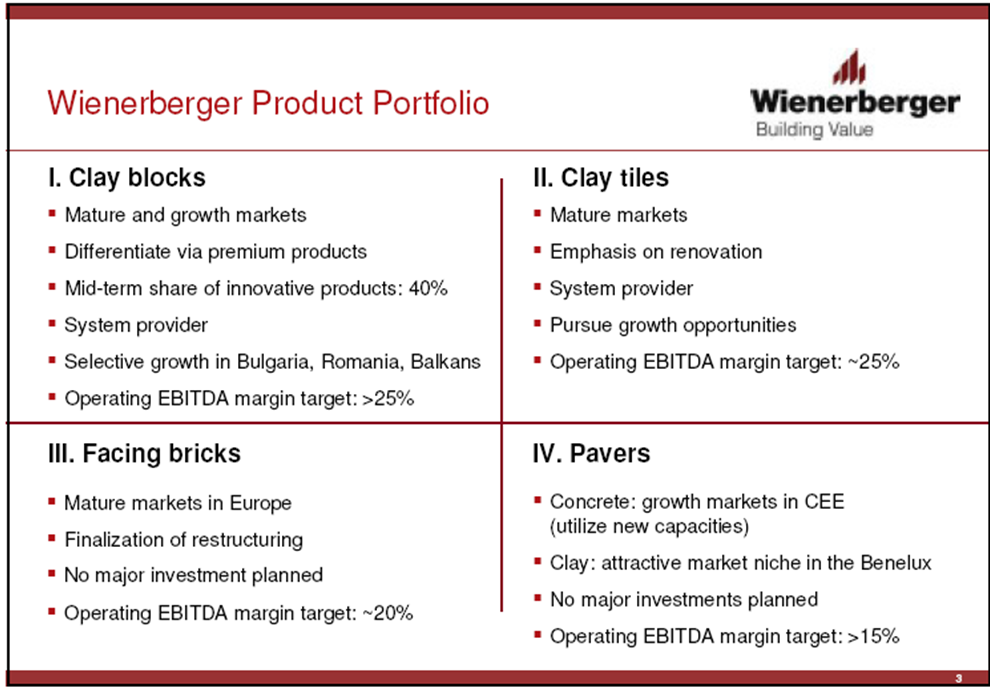 Wienerberger Product Portfolio
Wienerberger
Building Value
I. Clay blocks
Mature and growth markets
Differentiate via premium products
Mid-term share of innovative products: 40%
System provider
Selective growth in Bulgaria, Romania, Balkans
Operating EBITDA margin target: >25%
II. Clay tiles
Mature markets
Emphasis on renovation
System provider
Pursue growth opportunities
Operating EBITDA margin target: ~25%
III. Facing bricks
Mature markets in Europe
Finalization of restructuring
No major investment planned
Operating EBITDA margin target: ~20%
IV. Pavers
Concrete: growth markets in CEE
(utilize new capacities)
Clay: attractive market niche in the Benelux
No major investments planned
Operating EBITDA margin target: >15%
3